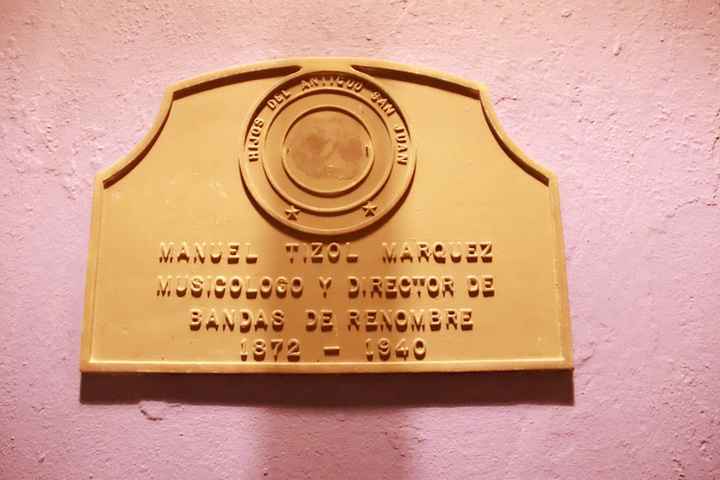 HIJOS DEL ANTIGUO SAN JUAN
MANUEL TIZOL MARQUEZ
MUSICOLOGO Y DIRECTOR DE
BANDAS DE RENOMBRE
1872 - 1940